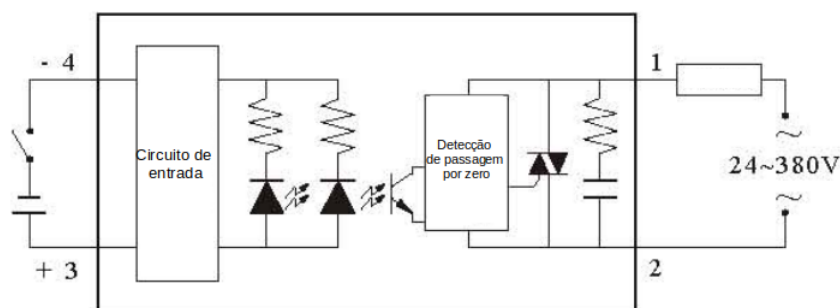 - 4
Circuito de
entrada
+ 3
Detecção
de passagem
por zero
1
2
~
24~380V
~